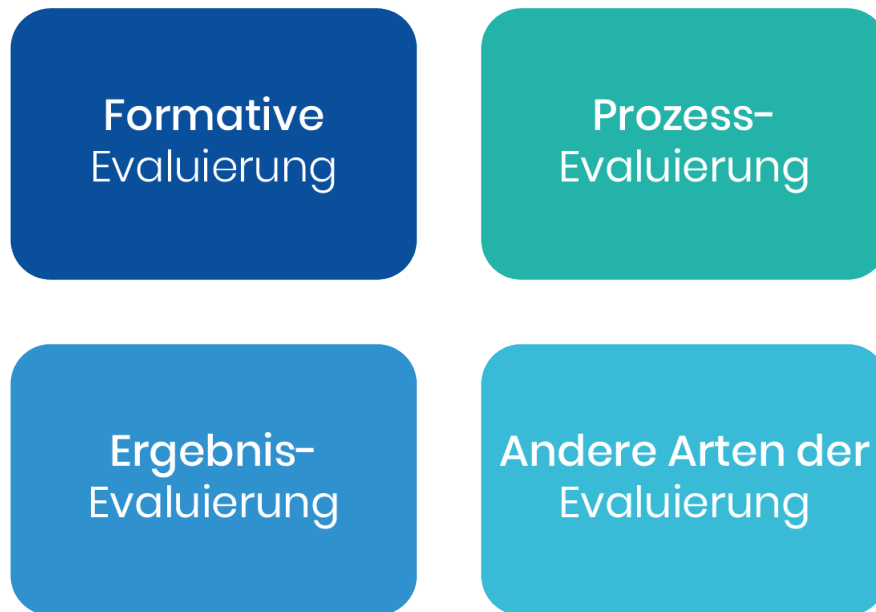 Formative
Evaluierung
Prozess-
Evaluierung
Ergebnis-
Evaluierung
Andere Arten der
Evaluierung